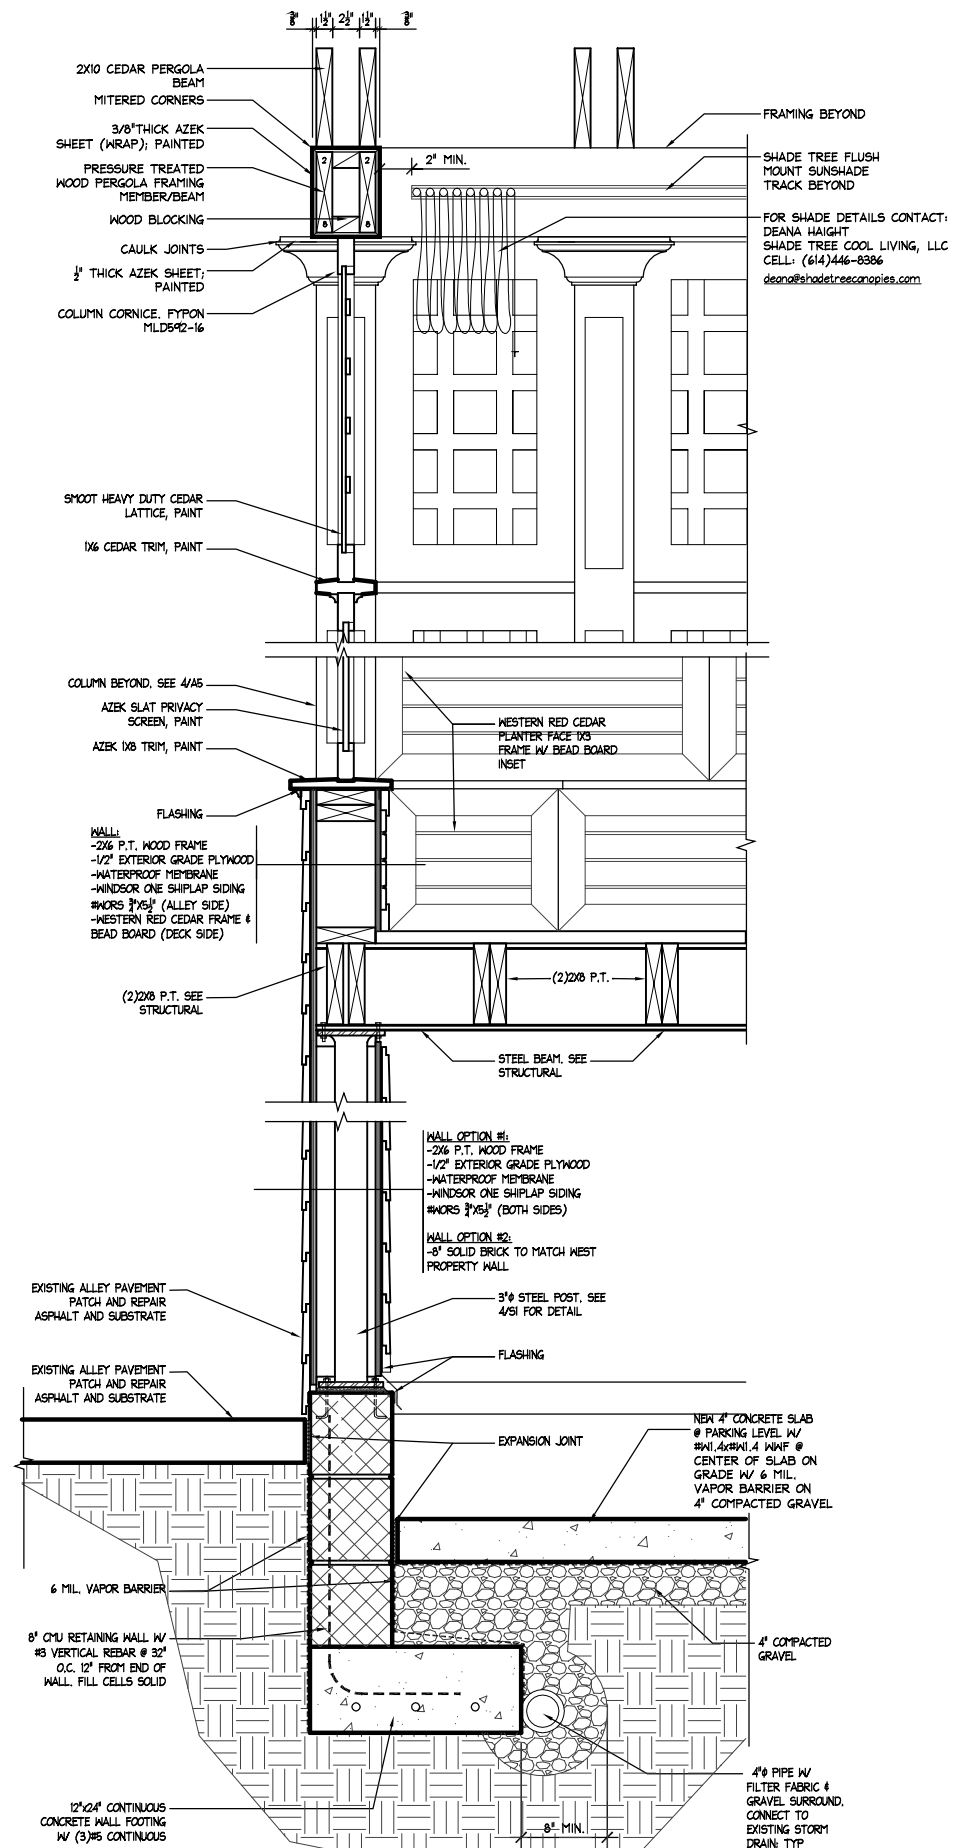 3/8" 1 1/2" 2 1/2" 1 1/2" 3/8"
2X10 CEDAR PERGOLA
BEAM
MITERED CORNERS
3/8"THICK AZEK
SHEET (WRAP); PAINTED
PRESSURE TREATED
WOOD PERGOLA FRAMING
MEMBER/BEAM
WOOD BLOCKING
CAULK JOINTS
1/2" THICK AZEK SHEET;
PAINTED
COLUMN CORNICE. FYPON
MLD592-16
2 2
8 8
2" MIN.
FRAMING BEYOND
SHADE TREE FLUSH
MOUNT SUNSHADE
TRACK BEYOND
FOR SHADE DETAILS CONTACT:
DEANA HAIGHT
SHADE TREE COOL LIVING, LLC
CELL: (614)446-8386
deana@shadetreecanopies.com
SMOOT HEAVY DUTY CEDAR
LATTICE, PAINT
1X6 CEDAR TRIM, PAINT
COLUMN BEYOND. SEE 4/A5
AZEK SLAT PRIVACY
SCREEN, PAINT
AZEK 1X8 TRIM, PAINT
WESTERN RED CEDAR
PLANTER FACE 1X3
FRAME W/ BEAD BOARD
INSET
FLASHING
WALL:
-2X6 P.T. WOOD FRAME
-1/2" EXTERIOR GRADE PLYWOOD
-WATERPROOF MEMBRANE
-WINDSOR ONE SHIPLAP SIDING
#WORS 3/4"X5 1/2" (ALLEY SIDE)
-WESTERN RED CEDAR FRAME &
BEAD BOARD (DECK SIDE)
(2)2X8 P.T. SEE
STRUCTURAL
(2)2X8 P.T.
STEEL BEAM. SEE
STRUCTURAL
WALL OPTION #1:
-2X6 P.T. WOOD FRAME
-1/2" EXTERIOR GRADE PLYWOOD
-WATERPROOF MEMBRANE
-WINDSOR ONE SHIPLAP SIDING
#WORS 3/4"X5 1/2" (BOTH SIDES)
WALL OPTION #2:
-8" SOLID BRICK TO MATCH WEST
PROPERTY WALL
EXISTING ALLEY PAVEMENT
PATCH AND REPAIR
ASPHALT AND SUBSTRATE
3"ϕ STEEL POST. SEE
4/S1 FOR DETAIL
FLASHING
EXISTING ALLEY PAVEMENT
PATCH AND REPAIR
ASPHALT AND SUBSTRATE
EXPANSION JOINT
NEW 4" CONCRETE SLAB
@ PARKING LEVEL W/
#W1.4x#W1.4 WWF @
CENTER OF SLAB ON
GRADE W/ 6 MIL.
VAPOR BARRIER ON
4" COMPACTED GRAVEL
6 MIL. VAPOR BARRIER
8" CMU RETAINING WALL W/
#3 VERTICAL REBAR @ 32"
O.C. 12" FROM END OF
WALL. FILL CELLS SOLID
4" COMPACTED
GRAVEL
12"x24" CONTINUOUS
CONCRETE WALL FOOTING
W/ (3)#5 CONTINUOUS
8" MIN.
4"ϕ PIPE W/
FILTER FABRIC &
GRAVEL SURROUND.
CONNECT TO
EXISTING STORM
DRAIN: TYP